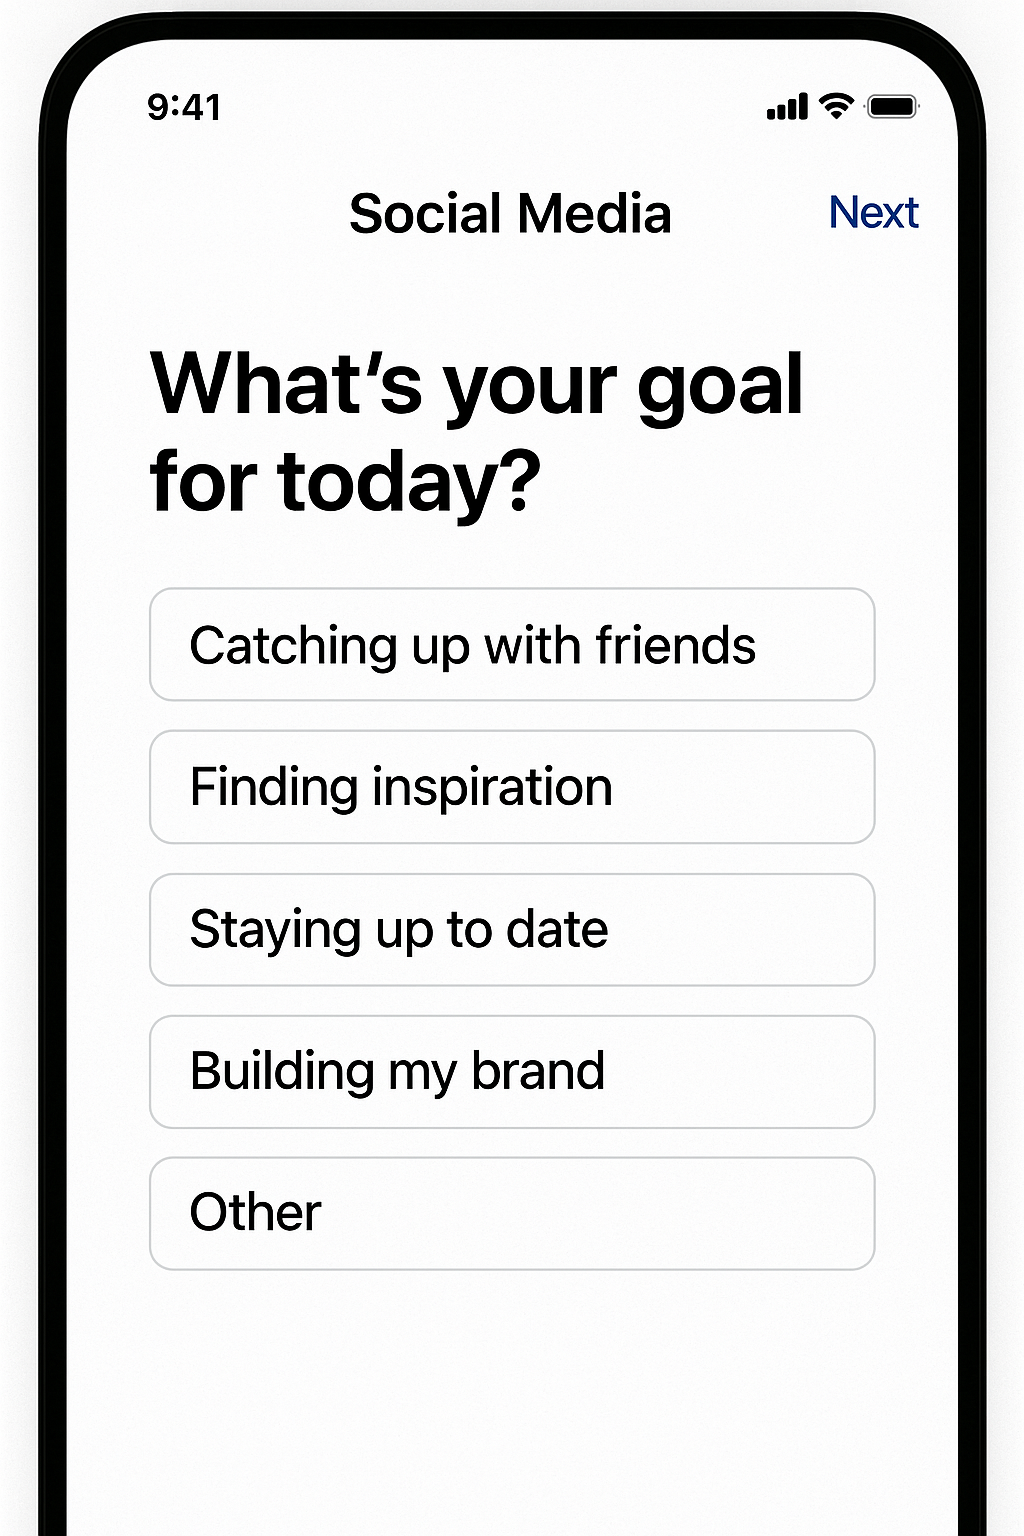 9:41
Social Media
Next
What’s your goal
for today?
Catching up with friends
Finding inspiration
Staying up to date
Building my brand
Other